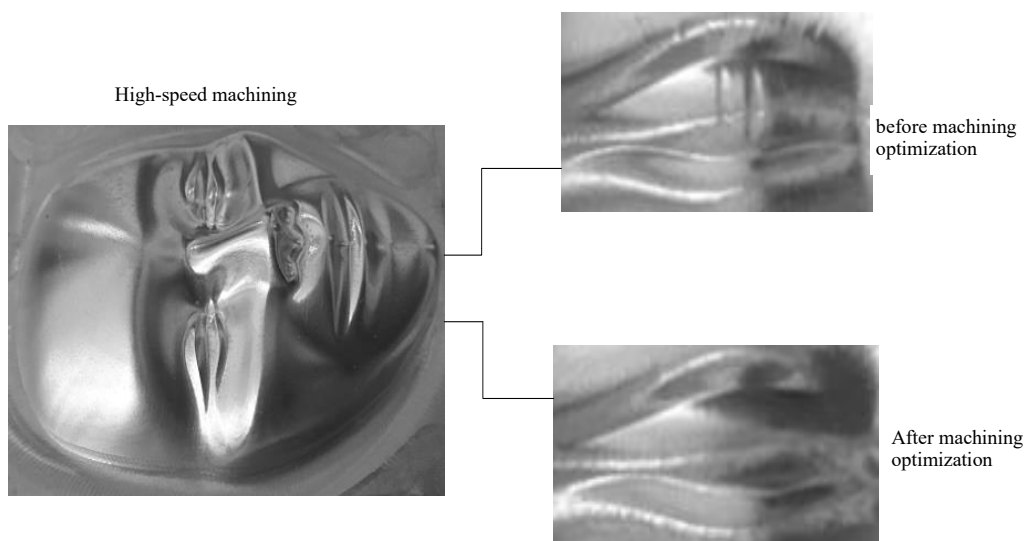 High-speed machining
before machining
optimization
After machining
optimization